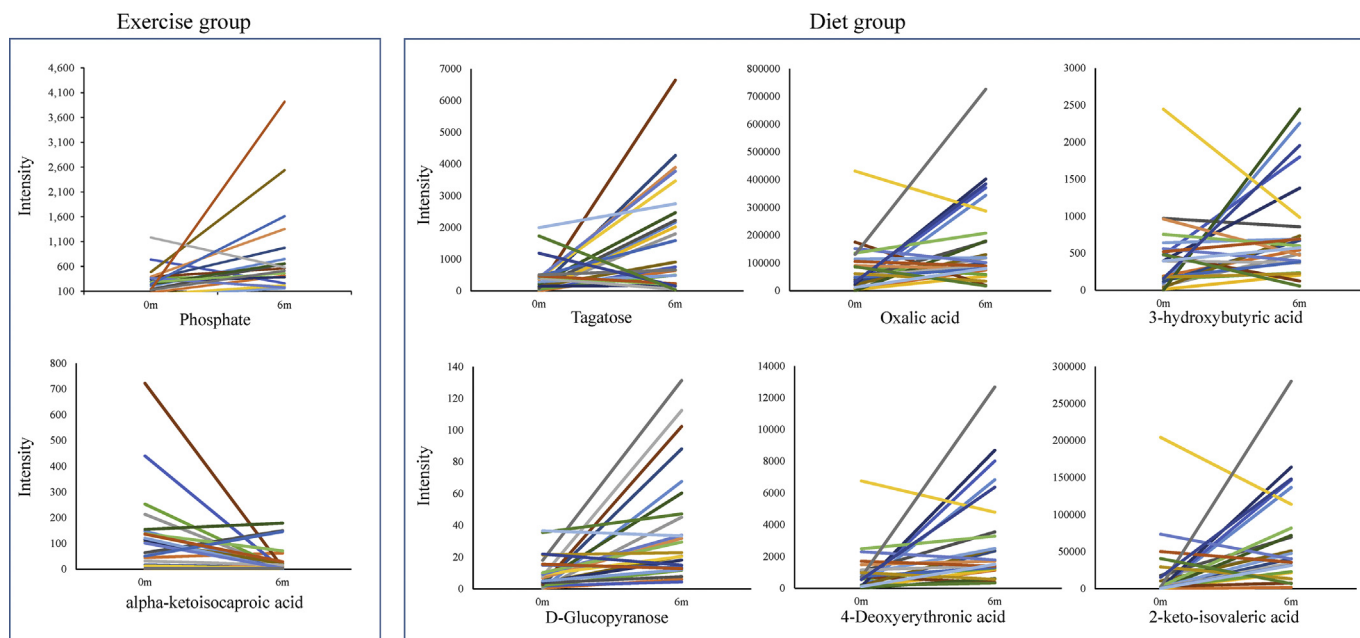 Exercise group
Diet group
Intensity
4,600
4,100
3,600
3,100
2,600
2,100
1,600
1,100
600
100
0m
6m
Phosphate
Intensity
7000
6000
5000
4000
3000
2000
1000
0
0m
6m
Tagatose
800000
700000
600000
500000
400000
300000
200000
100000
0
0m
6m
Oxalic acid
3000
2500
2000
1500
1000
500
0
0m
6m
3-hydroxybutyric acid
Intensity
800
700
600
500
400
300
200
100
0
0m
6m
alpha-ketoisocaproic acid
Intensity
140
120
100
80
60
40
20
0
0m
6m
D-Glucopyranose
14000
12000
10000
8000
6000
4000
2000
0
0m
6m
4-Deoxyerythronic acid
300000
250000
200000
150000
100000
50000
0
0m
6m
2-keto-isovaleric acid